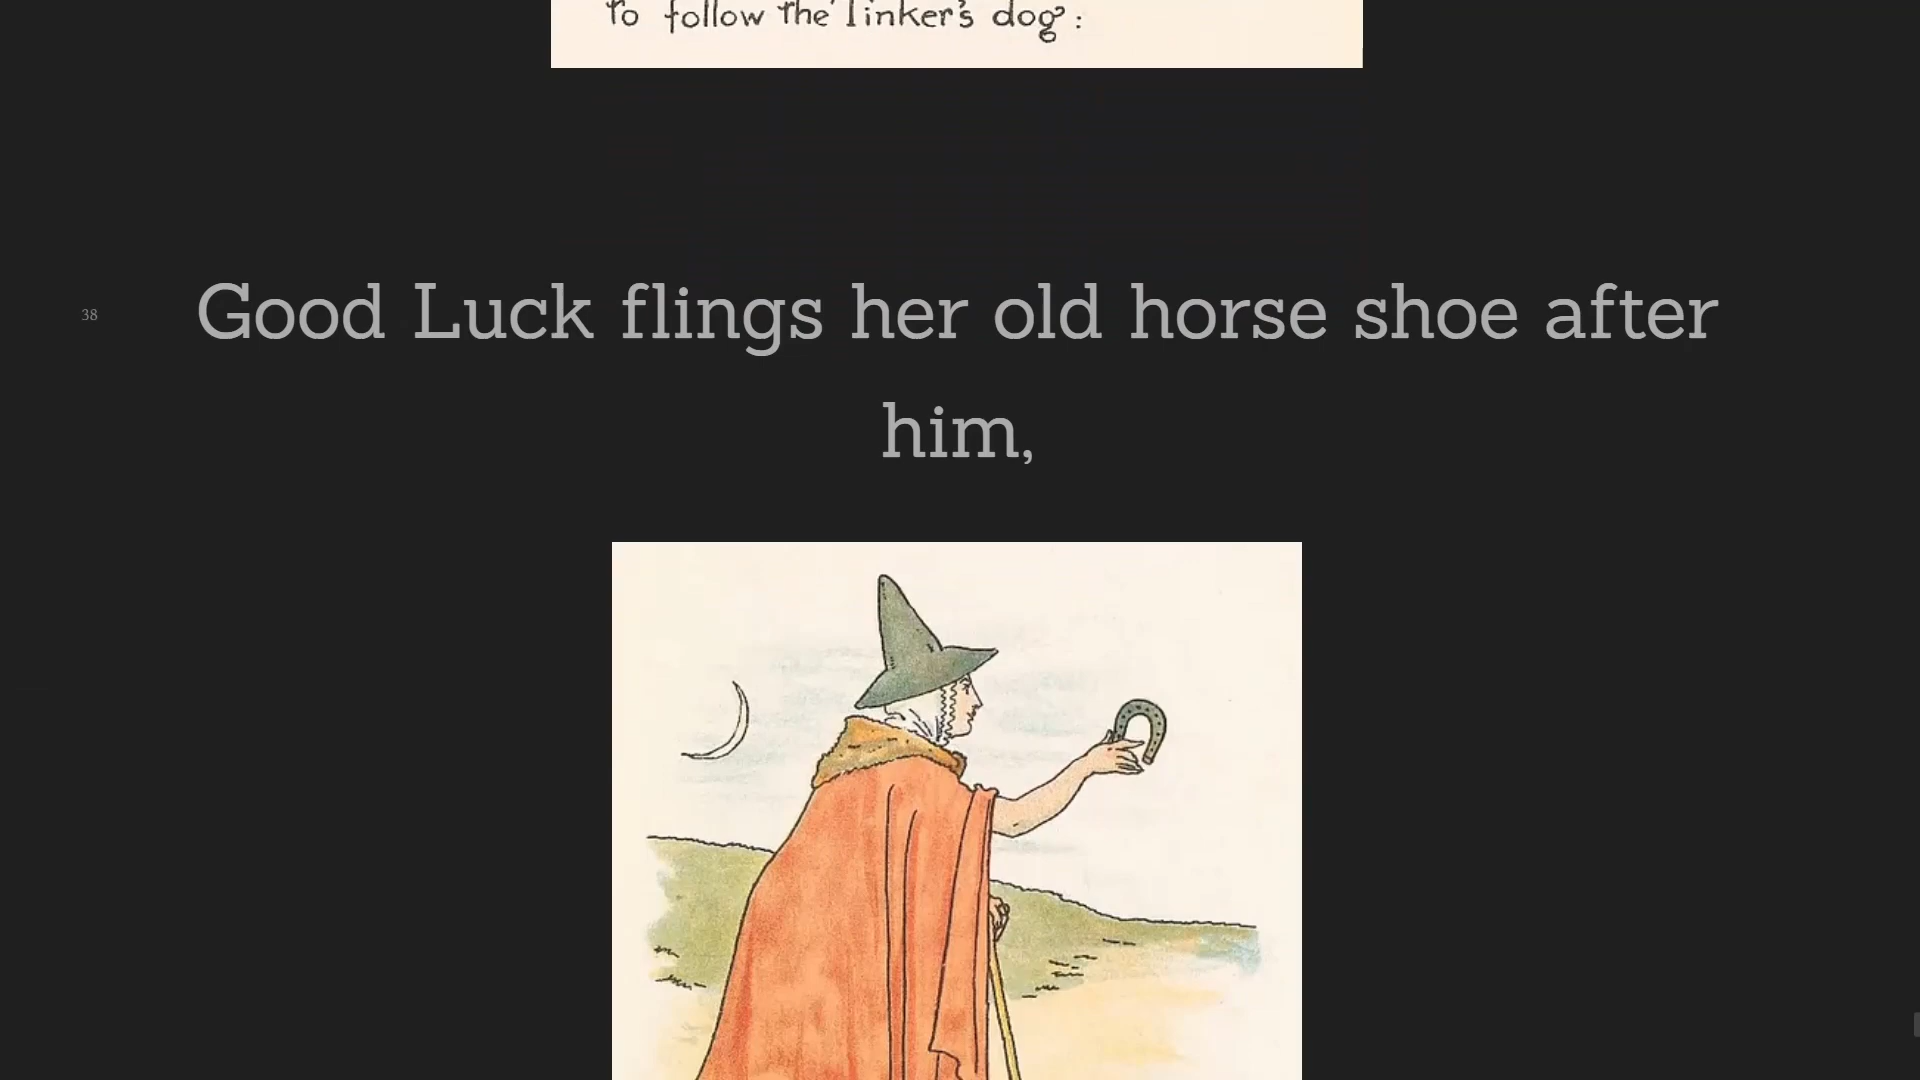 To follow the Tinker's dog:
38
Good Luck flings her old horse shoe after
him,